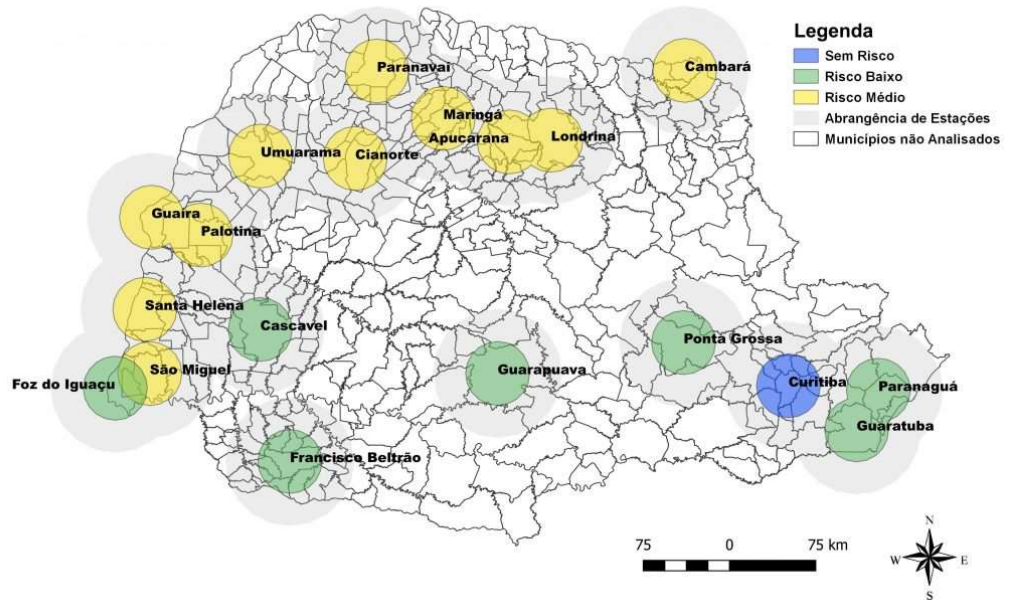 Legenda
Sem Risco
Risco Baixo
Risco Médio
Abrangência de Estações
Municípios não Analisados
Paranavai
Cambará
Maringá
Apucarana
Londrina
Umuarama
Cianorte
Guaira
Palotina
Santa Helena
Cascavel
Ponta Grossa
São Miguel
Foz do Iguaçu
Guarapuava
Curitiba
Paranaguá
Guaratuba
Francisco Beltrão
75 0 75 km
N
W E
S